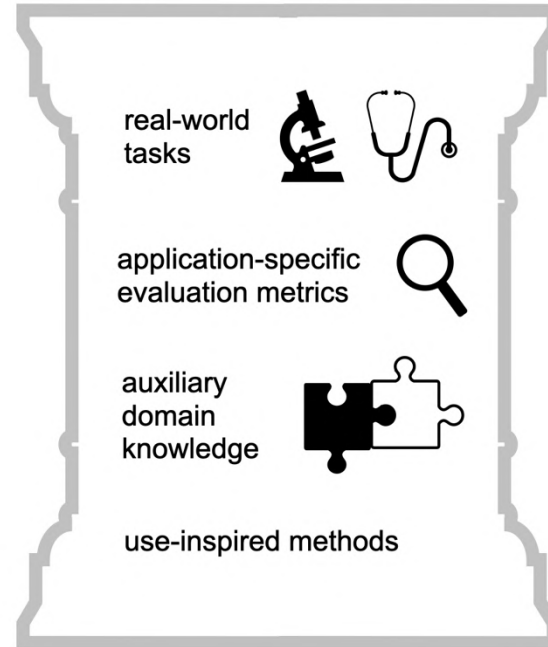 real-world
tasks
application-specific
evaluation metrics
auxiliary
domain
knowledge
use-inspired methods